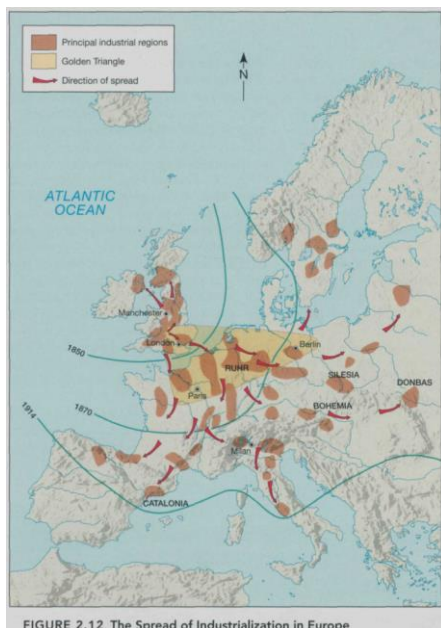 Principal industrial regions
Golden Triangle
Direction of spread
N
ATLANTIC
OCEAN
Manchester
London
Berlin
1850
RUHR
Paris
SILESIA
DONBAS
BOHEMIA
1870
1914
Milan
CATALONIA
FIGURE 2.12 The Spread of Industrialization in Europe